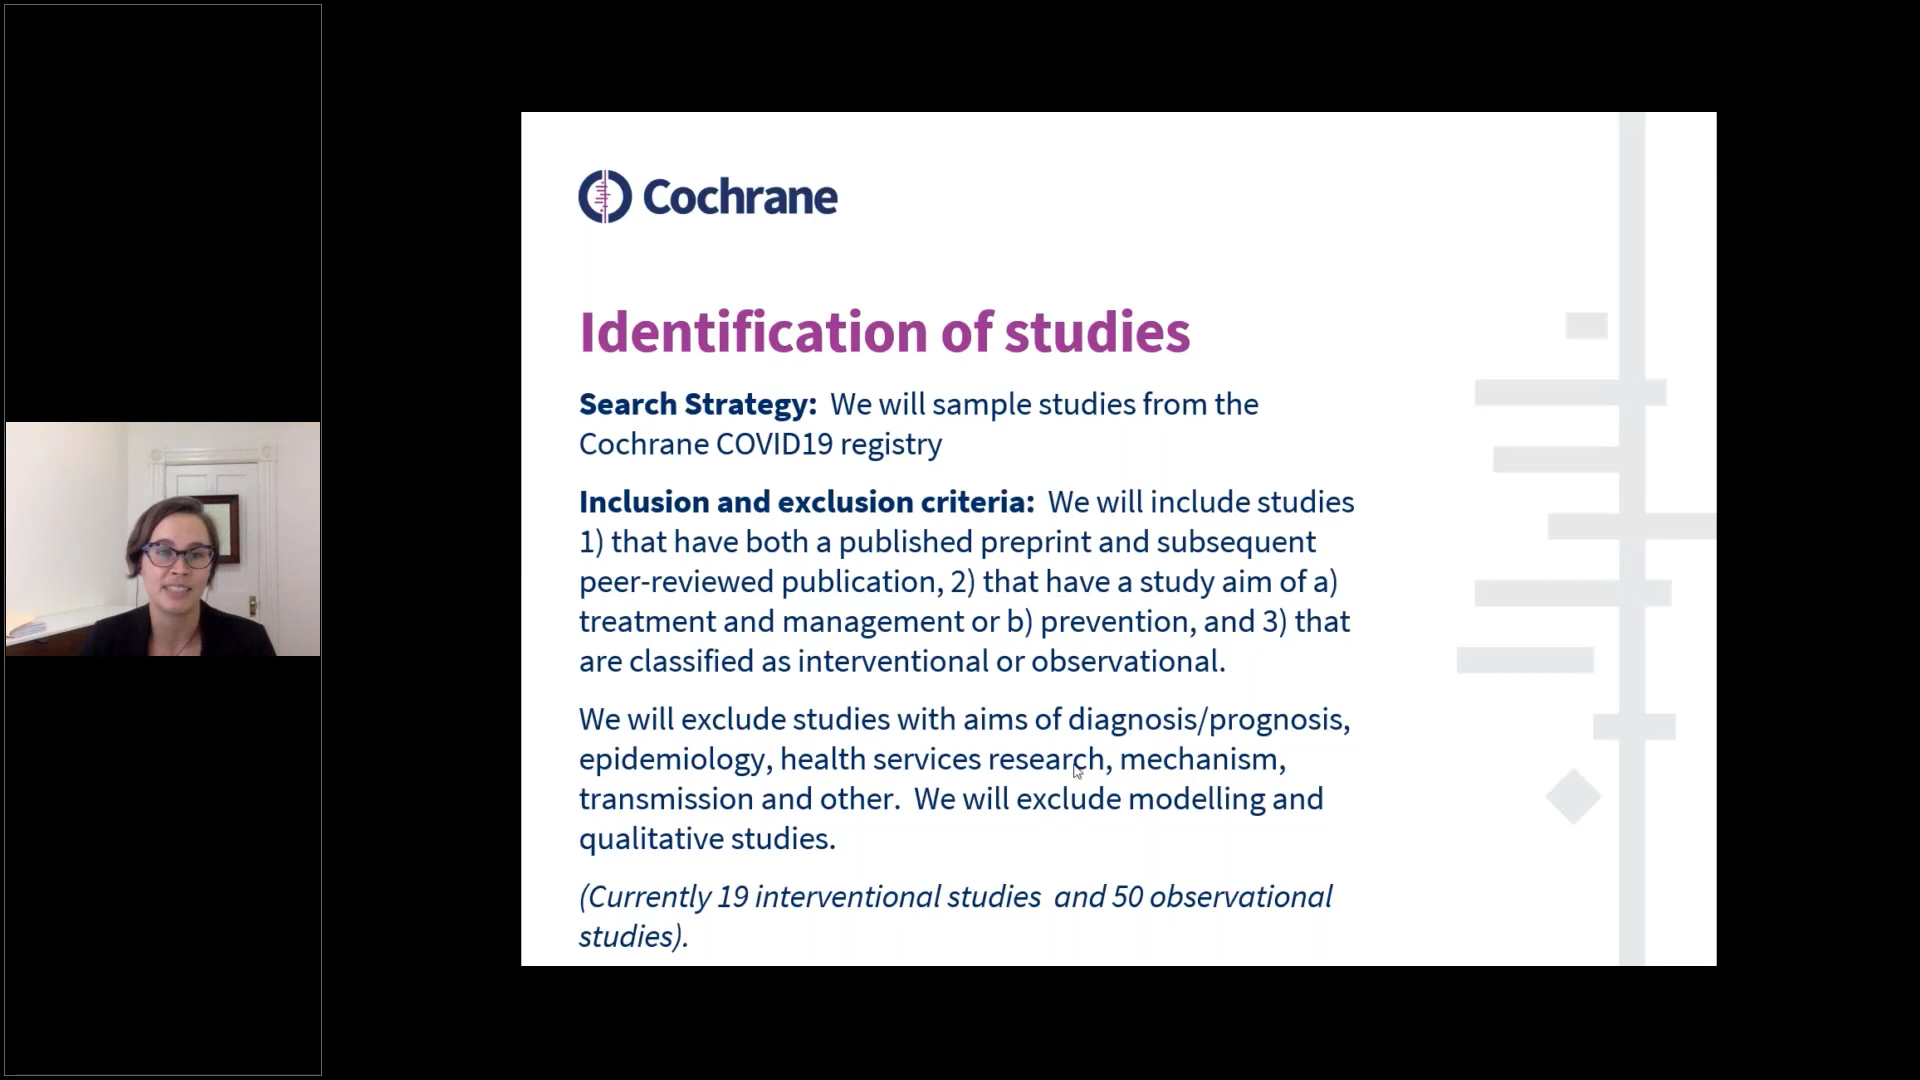 Cochrane
Identification of studies
Search Strategy:  We will sample studies from the
Cochrane COVID19 registry
Inclusion and exclusion criteria:  We will include studies
1) that have both a published preprint and subsequent
peer-reviewed publication, 2) that have a study aim of a)
treatment and management or b) prevention, and 3) that
are classified as interventional or observational.
We will exclude studies with aims of diagnosis/prognosis,
epidemiology, health services research, mechanism,
transmission and other.  We will exclude modelling and
qualitative studies.
(Currently 19 interventional studies  and 50 observational
studies).